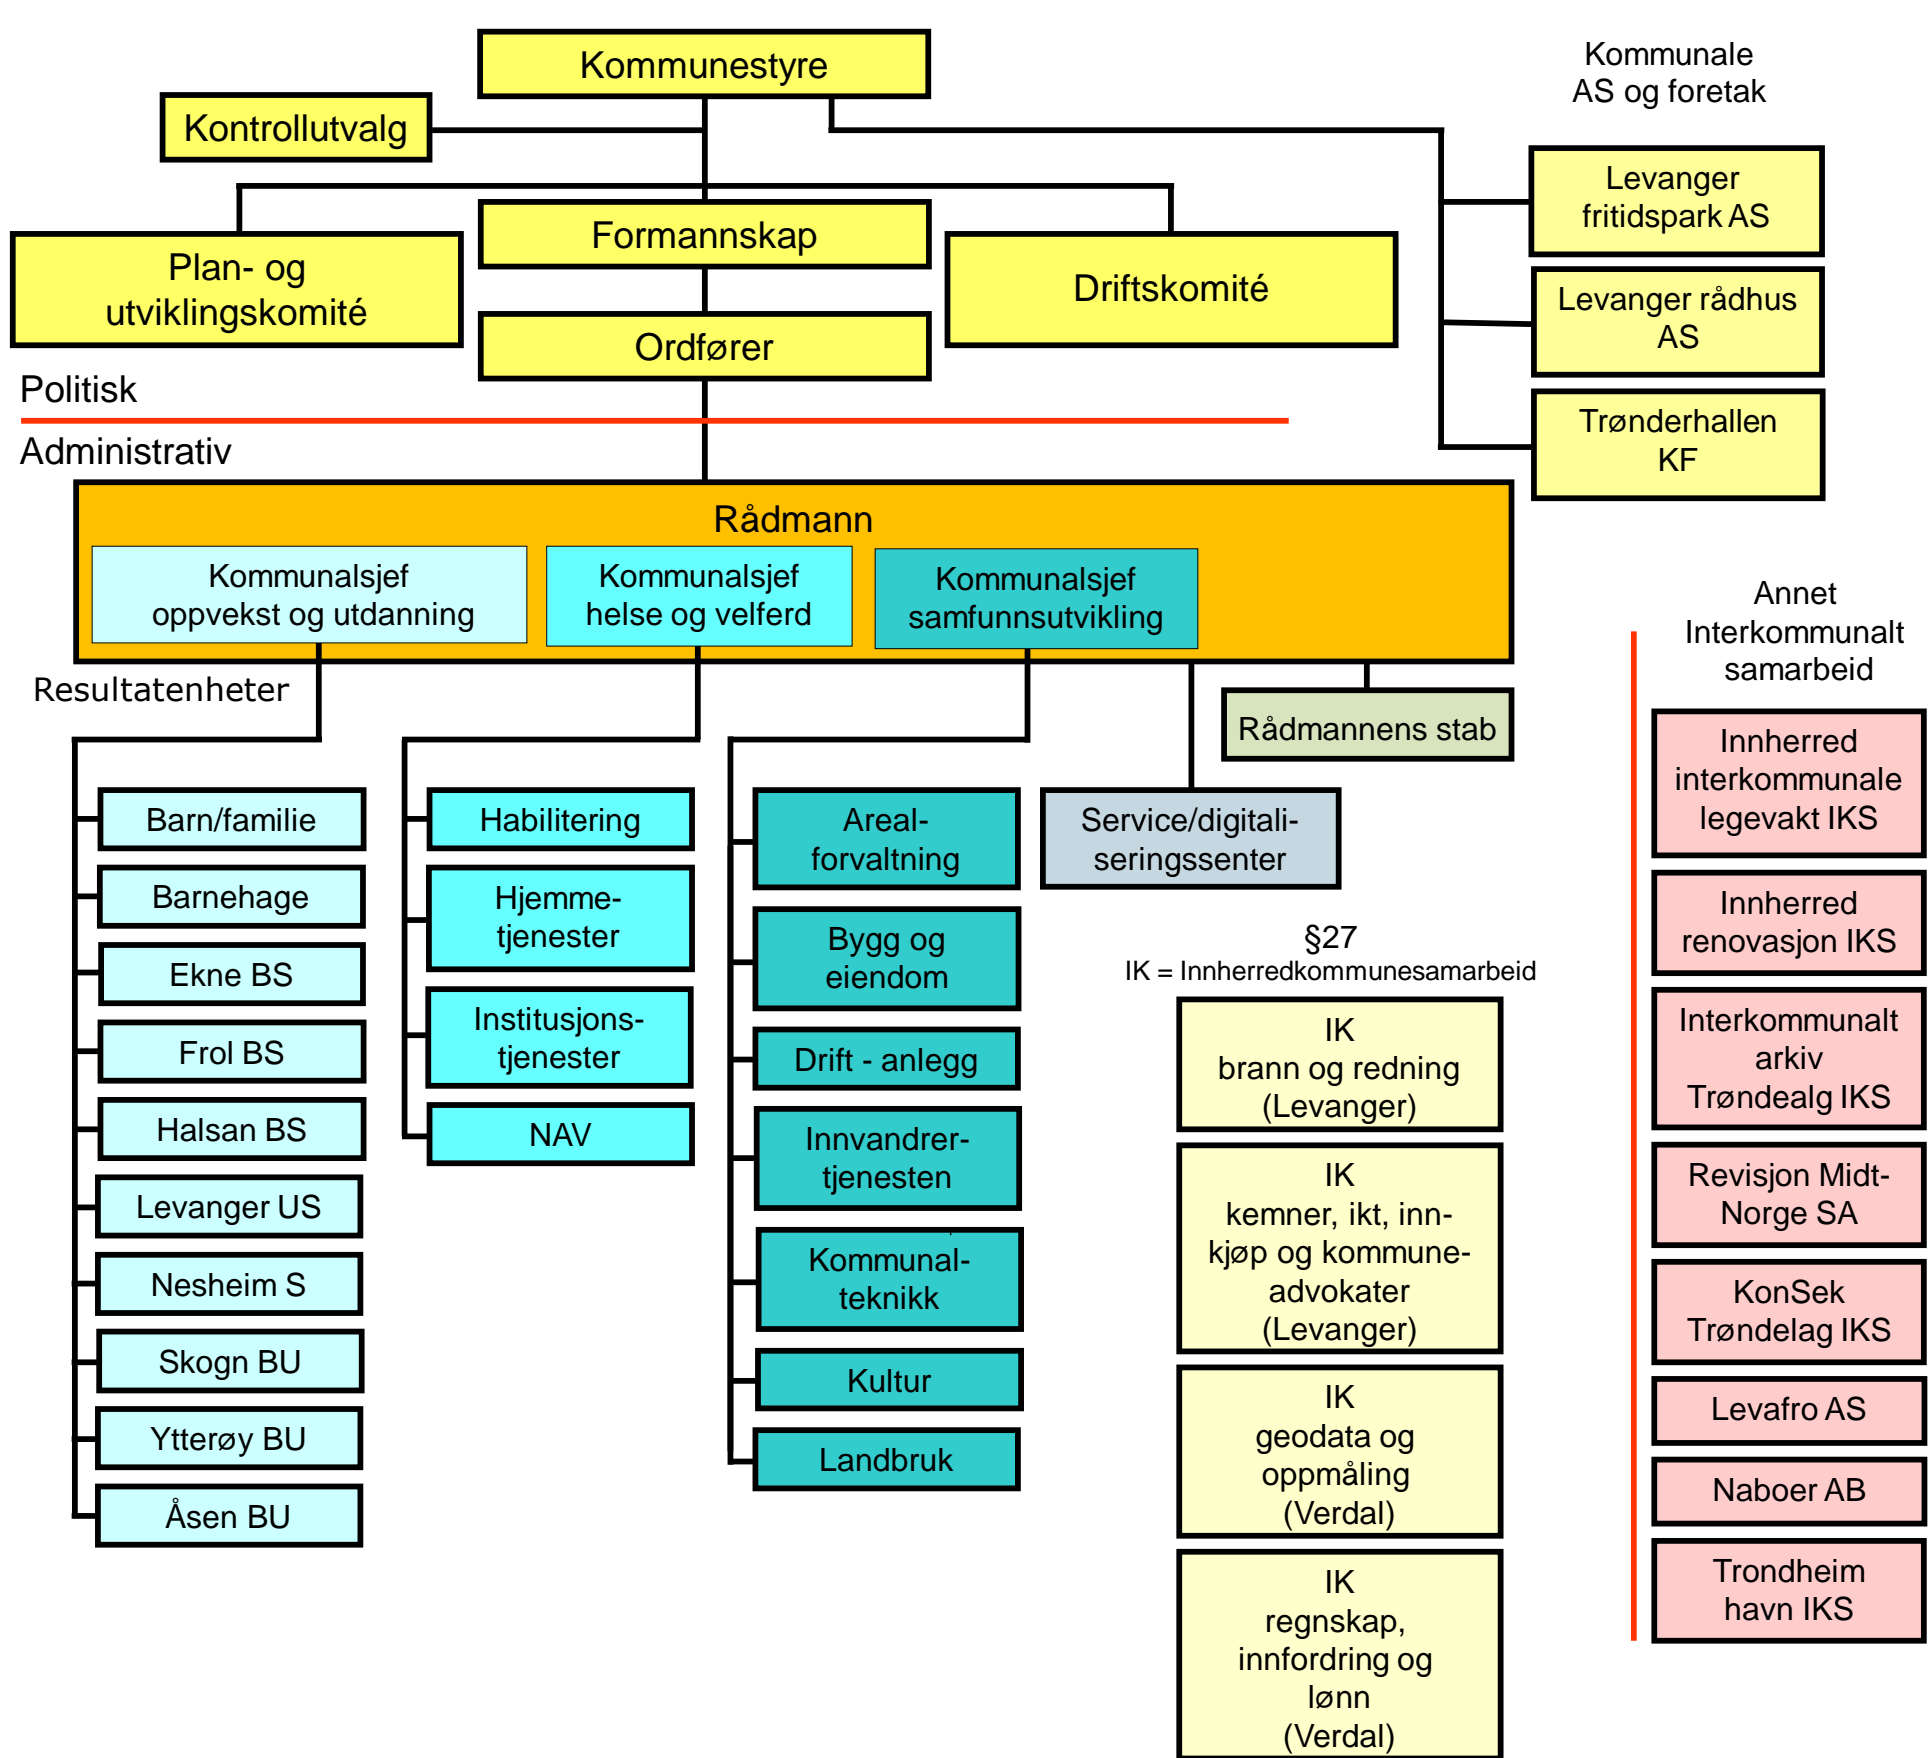 Kommunestyre
Kontrollutvalg
Plan- og
utviklingskomité
Formannskap
Driftskomité
Ordfører
Kommunale
AS og foretak
Levanger
fritidspark AS
Levanger rådhus
AS
Trønderhallen
KF
Politisk
Administrativ
Rådmann
Kommunalsjef
oppvekst og utdanning
Kommunalsjef
helse og velferd
Kommunalsjef
samfunnsutvikling
Resultatenheter
Rådmannens stab
Barn/familie
Barnehage
Ekne BS
Frol BS
Halsan BS
Levanger US
Nesheim S
Skogn BU
Ytterøy BU
Åsen BU
Habilitering
Hjemme-
tjenester
Institusjons-
tjenester
NAV
Areal-
forvaltning
Bygg og
eiendom
Drift - anlegg
Innvandrer-
tjenesten
Kommunal-
teknikk
Kultur
Landbruk
Service/digitali-
seringssenter
§27
IK = Innherredkommunesamarbeid
IK
brann og redning
(Levanger)
IK
kemner, ikt, inn-
kjøp og kommune-
advokater
(Levanger)
IK
geodata og
oppmåling
(Verdal)
IK
regnskap,
innfordring og
lønn
(Verdal)
Annet
Interkommunalt
samarbeid
Innherred
interkommunale
legevakt IKS
Innherred
renovasjon IKS
Interkommunalt
arkiv
Trøndealg IKS
Revisjon Midt-
Norge SA
KonSek
Trøndelag IKS
Levafro AS
Naboer AB
Trondheim
havn IKS